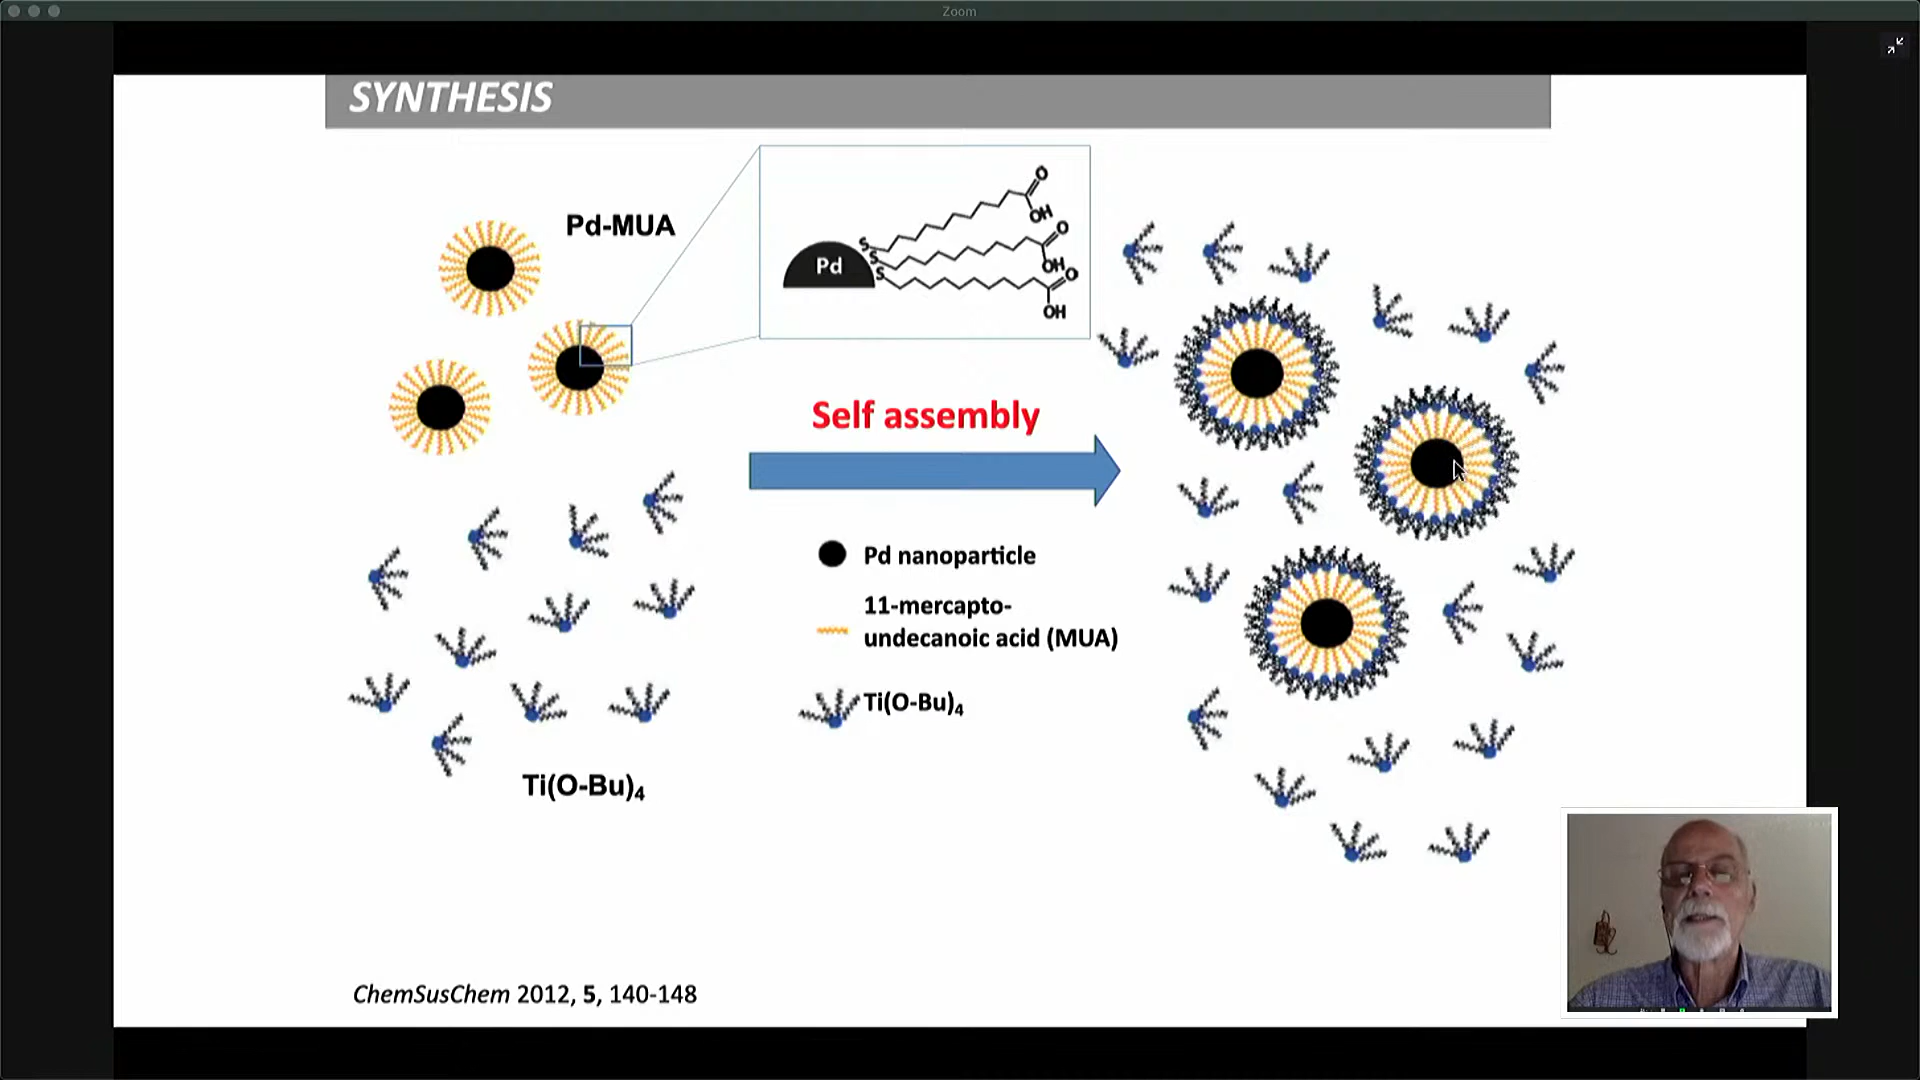 Zoom
SYNTHESIS
Pd-MUA
Pd
S
S
S
O
OH
O
OH
O
OH
Self assembly
Pd nanoparticle
11-mercapto-
undecanoic acid (MUA)
Ti(O-Bu)₄
Ti(O-Bu)₄
ChemSusChem 2012, 5, 140-148